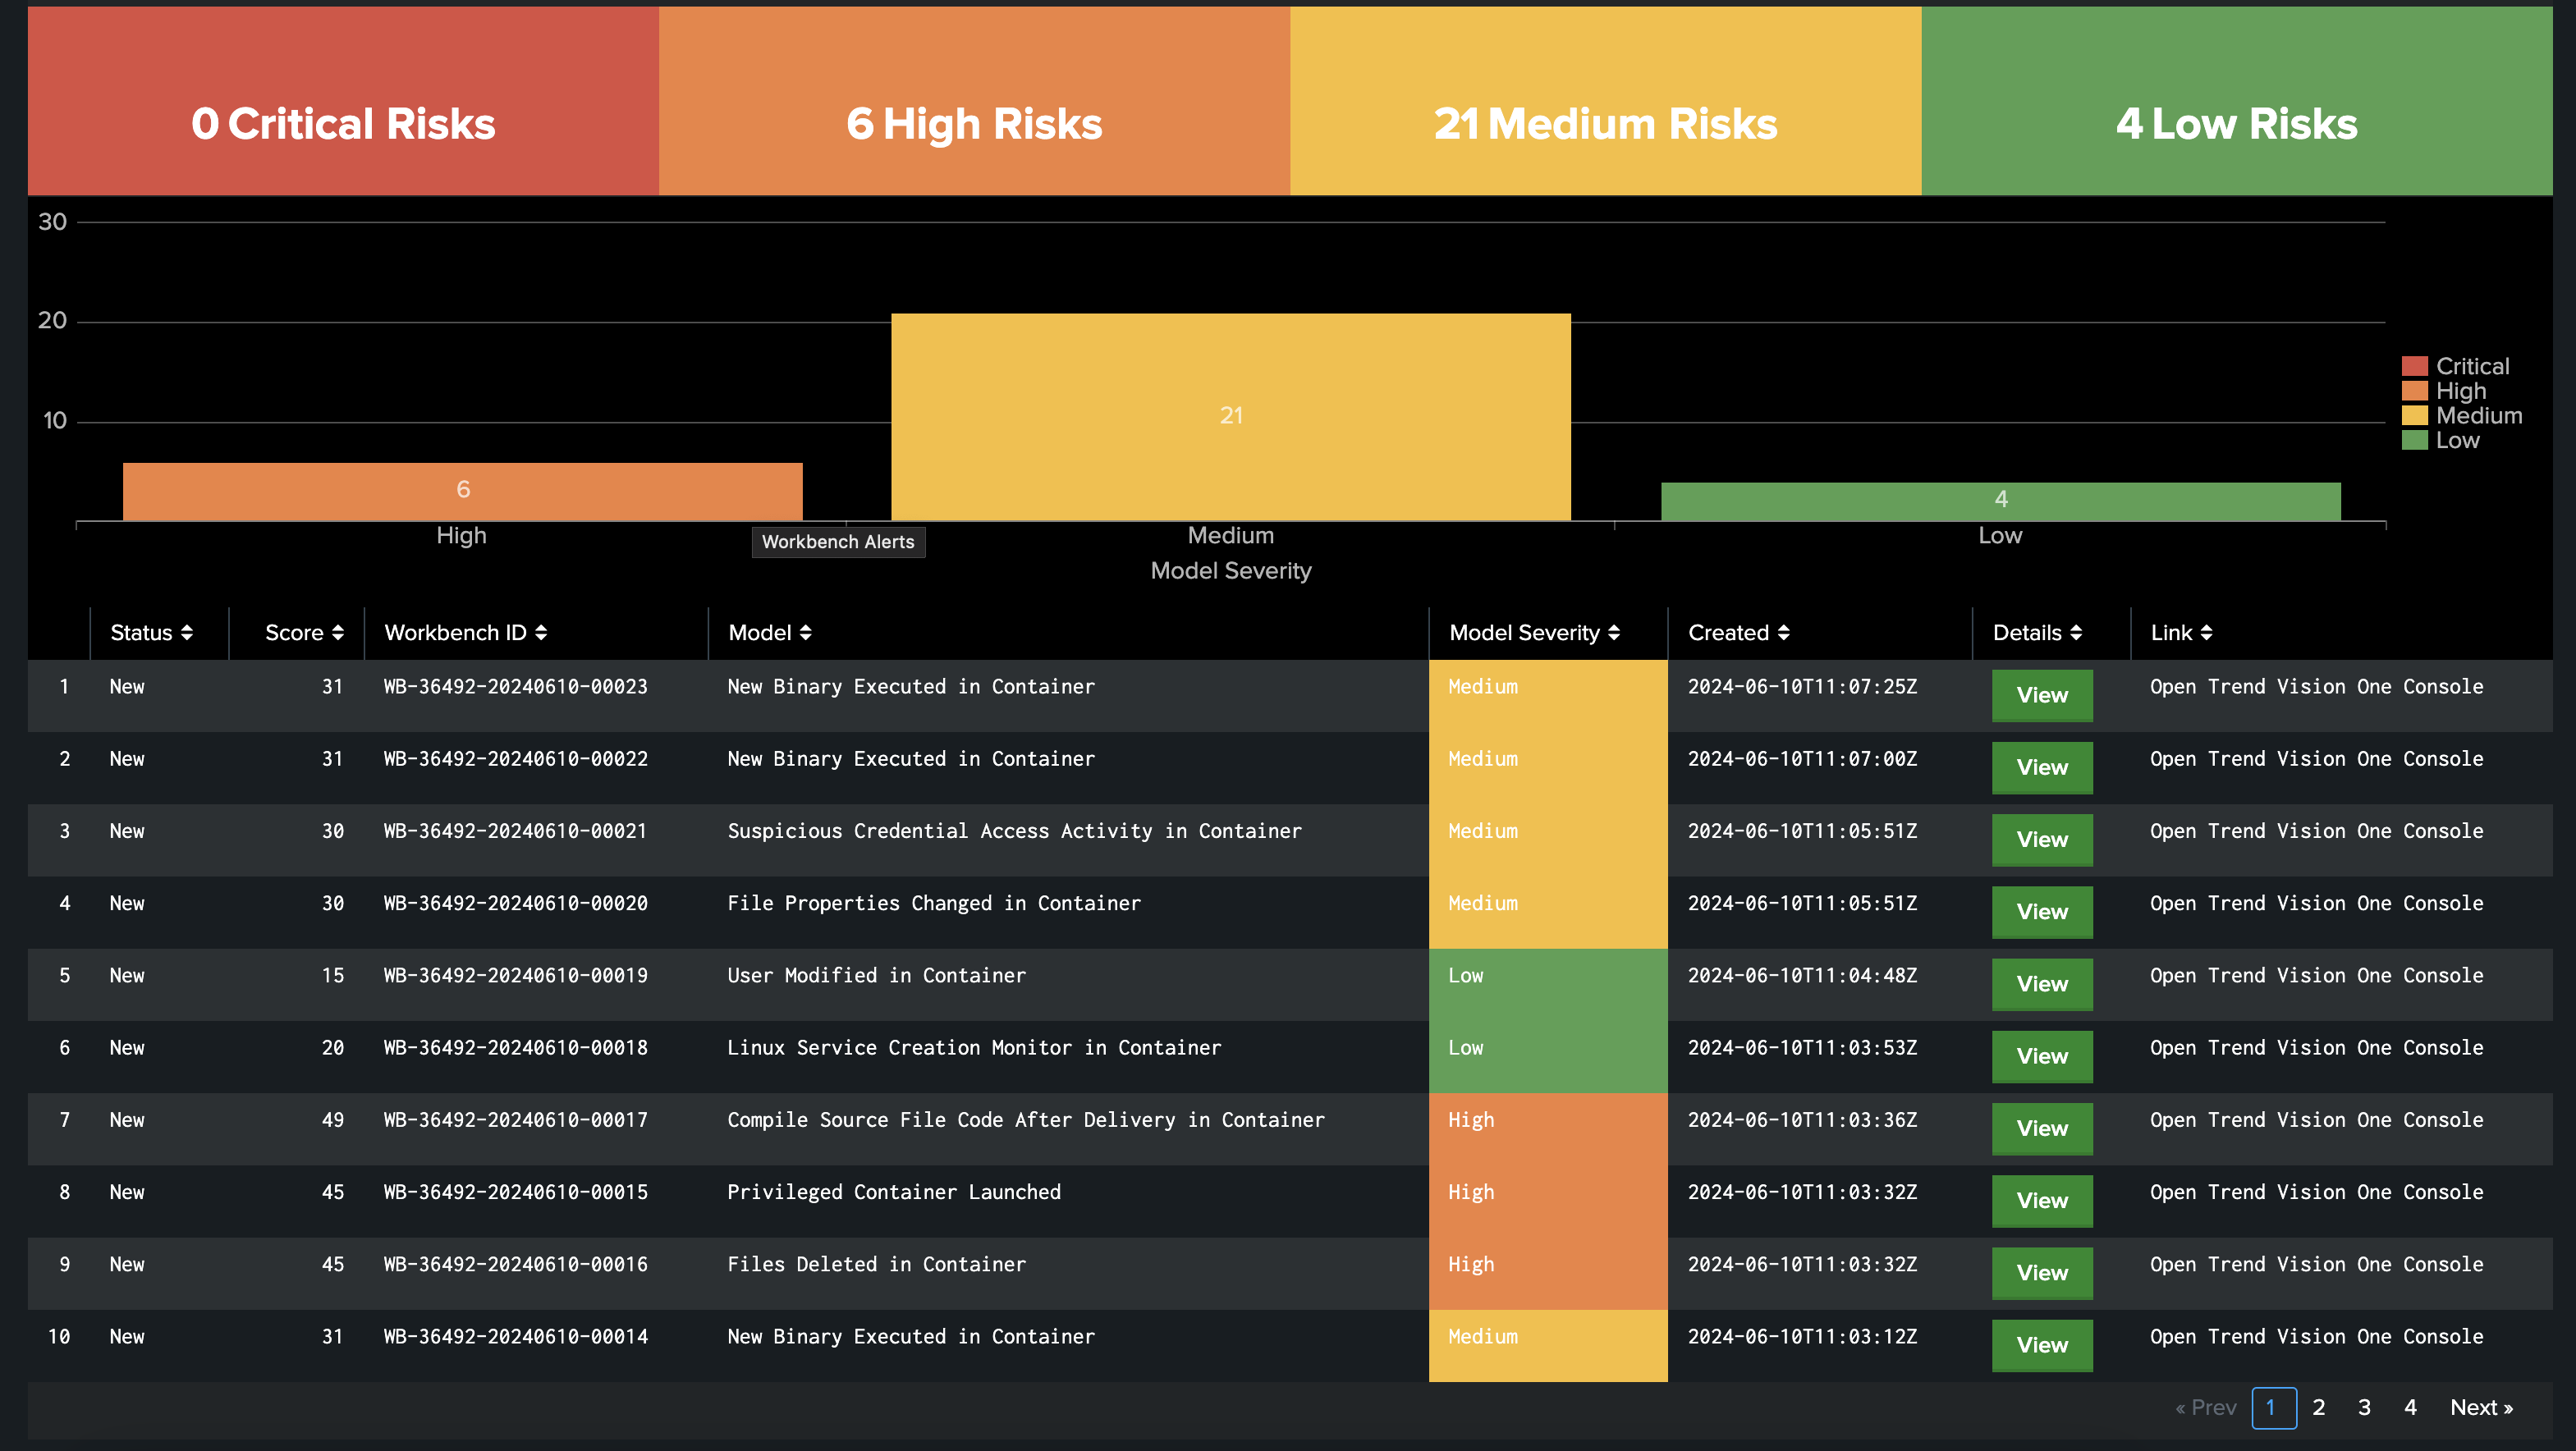 0 Critical Risks 6 High Risks 21 Medium Risks 4 Low Risks
30
20
10
6
21
4
Critical
High
Medium
Low
High Medium Low
Workbench Alerts
Model Severity
Status Score Workbench ID Model Model Severity Created Details Link
1 New 31 WB-36492-20240610-00023 New Binary Executed in Container Medium 2024-06-10T11:07:25Z View Open Trend Vision One Console
2 New 31 WB-36492-20240610-00022 New Binary Executed in Container Medium 2024-06-10T11:07:00Z View Open Trend Vision One Console
3 New 30 WB-36492-20240610-00021 Suspicious Credential Access Activity in Container Medium 2024-06-10T11:05:51Z View Open Trend Vision One Console
4 New 30 WB-36492-20240610-00020 File Properties Changed in Container Medium 2024-06-10T11:05:51Z View Open Trend Vision One Console
5 New 15 WB-36492-20240610-00019 User Modified in Container Low 2024-06-10T11:04:48Z View Open Trend Vision One Console
6 New 20 WB-36492-20240610-00018 Linux Service Creation Monitor in Container Low 2024-06-10T11:03:53Z View Open Trend Vision One Console
7 New 49 WB-36492-20240610-00017 Compile Source File Code After Delivery in Container High 2024-06-10T11:03:36Z View Open Trend Vision One Console
8 New 45 WB-36492-20240610-00015 Privileged Container Launched High 2024-06-10T11:03:32Z View Open Trend Vision One Console
9 New 45 WB-36492-20240610-00016 Files Deleted in Container High 2024-06-10T11:03:32Z View Open Trend Vision One Console
10 New 31 WB-36492-20240610-00014 New Binary Executed in Container Medium 2024-06-10T11:03:12Z View Open Trend Vision One Console
« Prev 1 2 3 4 Next »